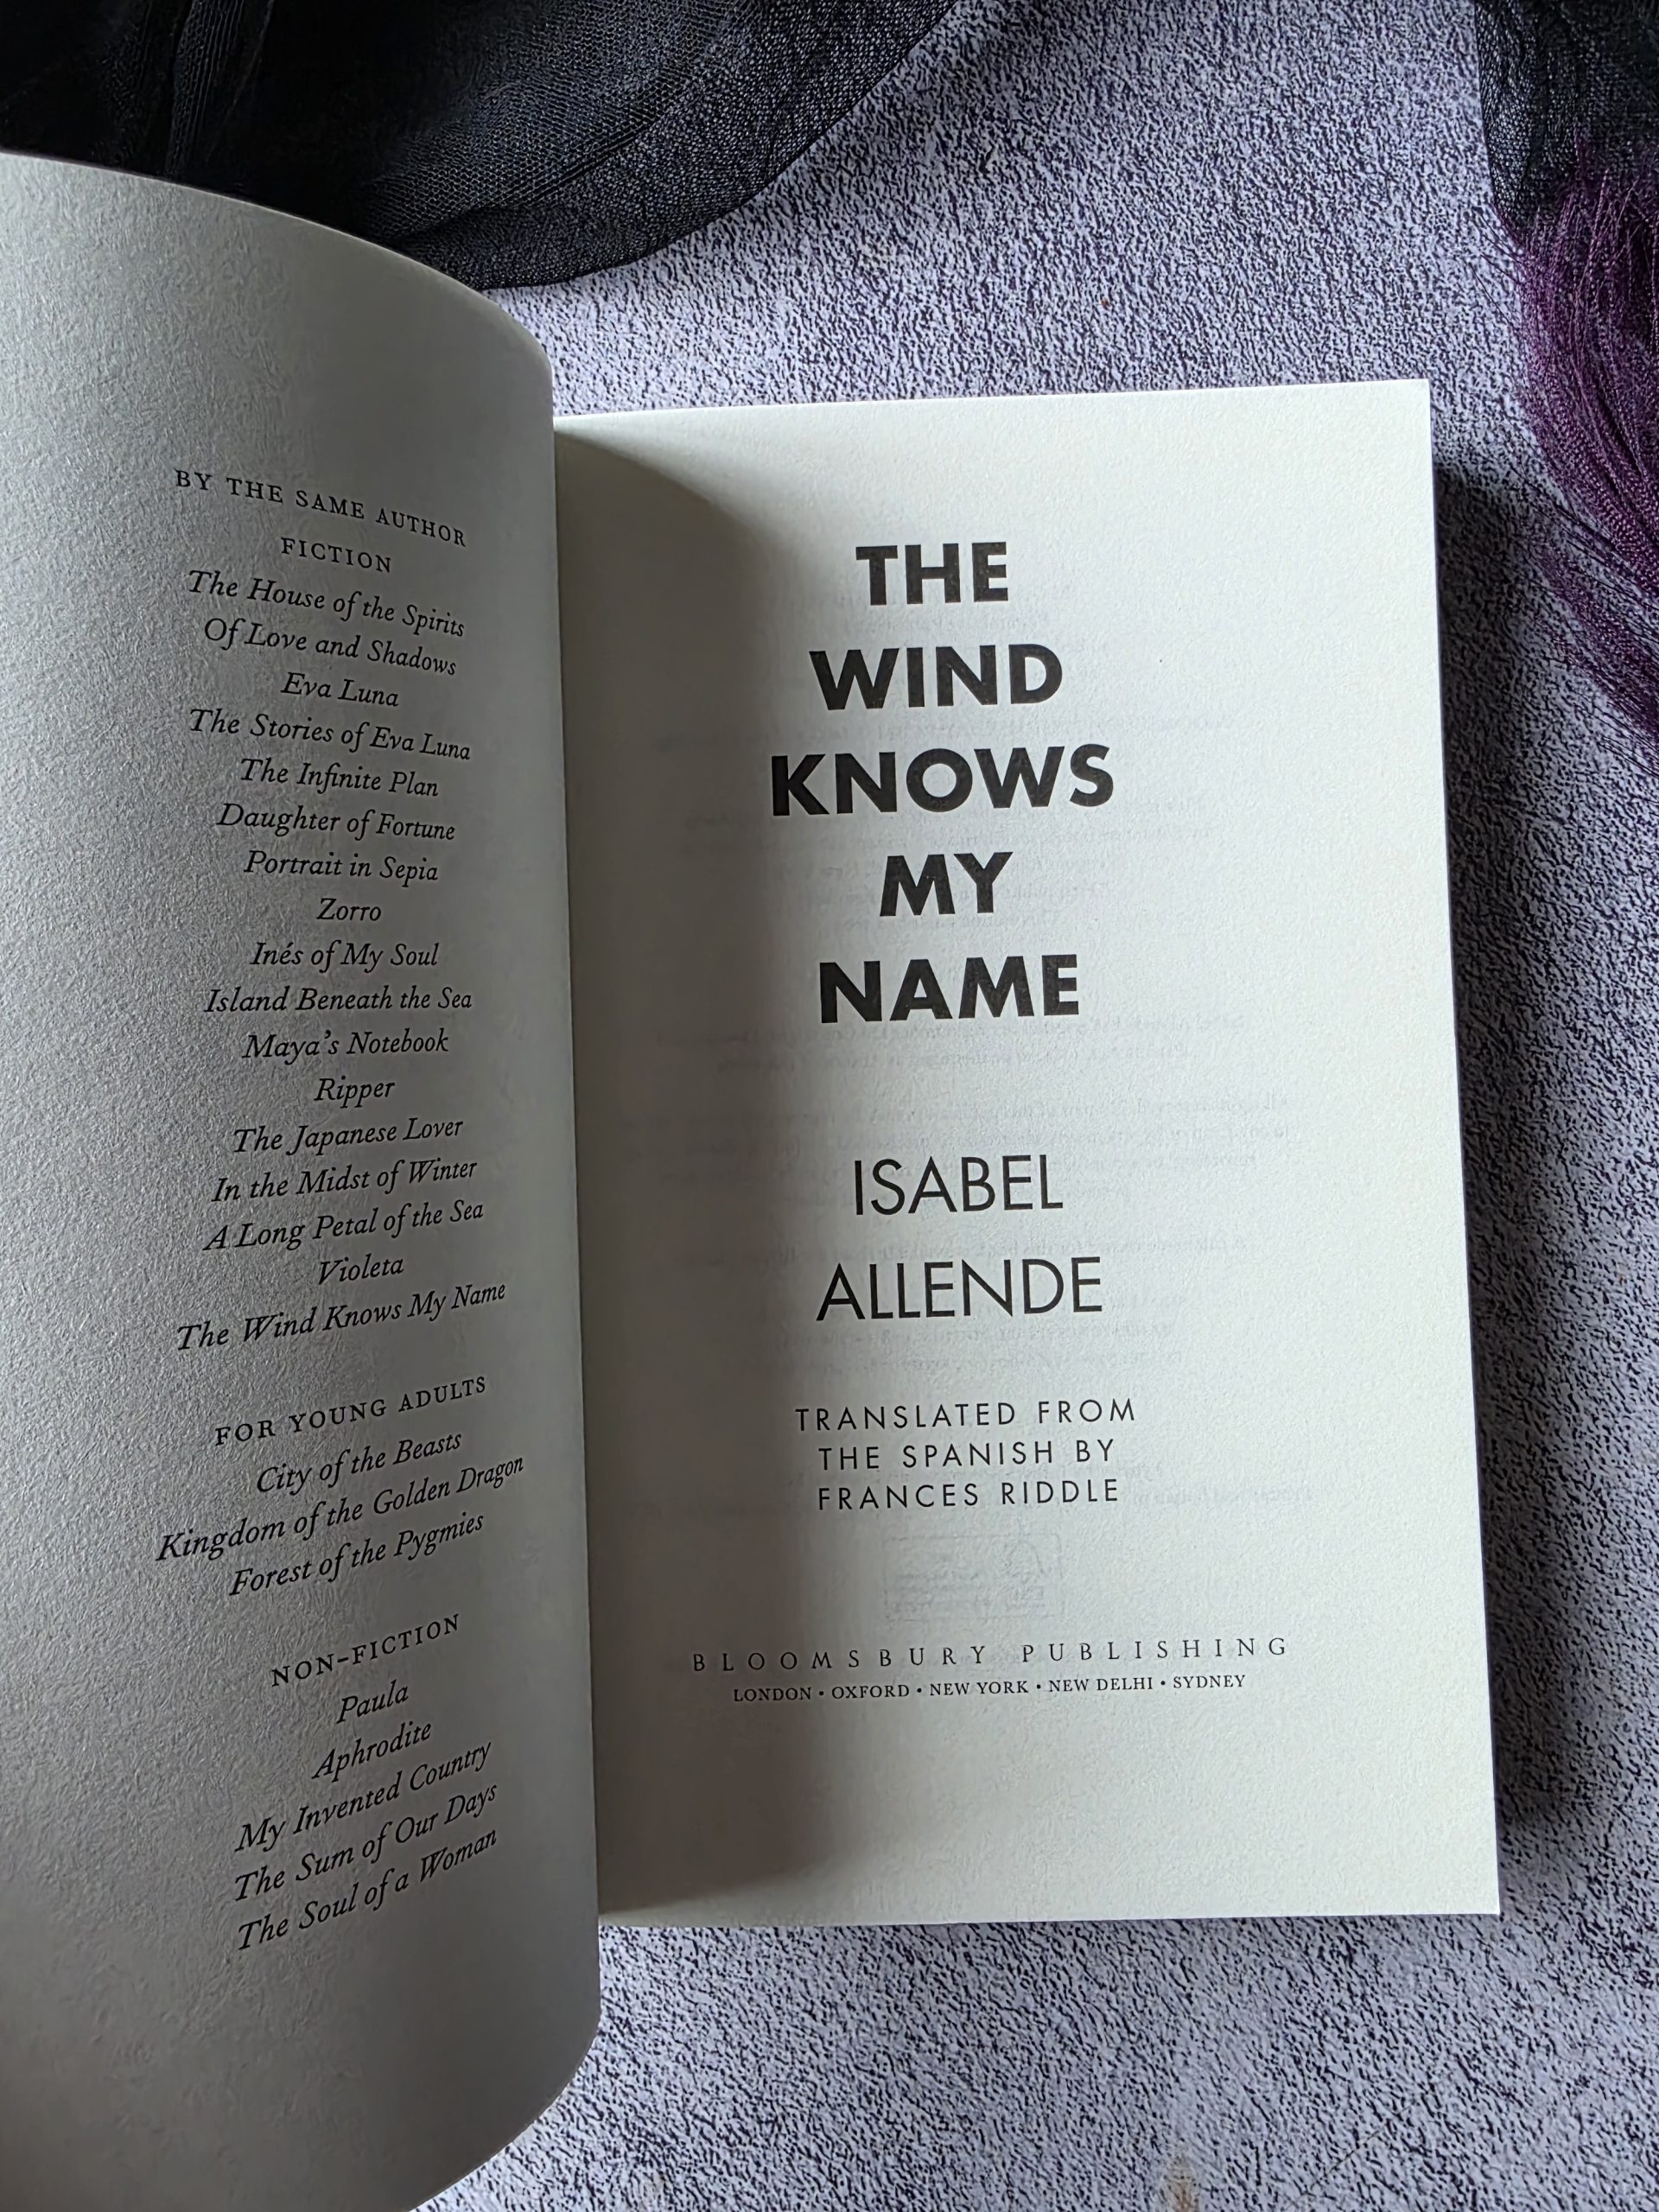 BY THE SAME AUTHOR
FICTION
The House of the Spirits
Of Love and Shadows
Eva Luna
The Stories of Eva Luna
The Infinite Plan
Daughter of Fortune
Portrait in Sepia
Zorro
Inés of My Soul
Island Beneath the Sea
Maya's Notebook
Ripper
The Japanese Lover
In the Midst of Winter
A Long Petal of the Sea
Violeta
The Wind Knows My Name
FOR YOUNG ADULTS
City of the Beasts
Kingdom of the Golden Dragon
Forest of the Pygmies
NON-FICTION
Paula
Aphrodite
My Invented Country
The Sum of Our Days
The Soul of a Woman
THE
WIND
KNOWS
MY
NAME
ISABEL
ALLENDE
TRANSLATED FROM
THE SPANISH BY
FRANCES RIDDLE
BLOOMSBURY PUBLISHING
LONDON • OXFORD • NEW YORK • NEW DELHI • SYDNEY